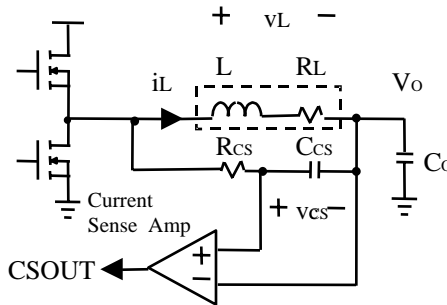 + vL −
iL L RL
VO
RCS CCS
CO
+ vcs −
Current
Sense Amp
CSOUT
+
−